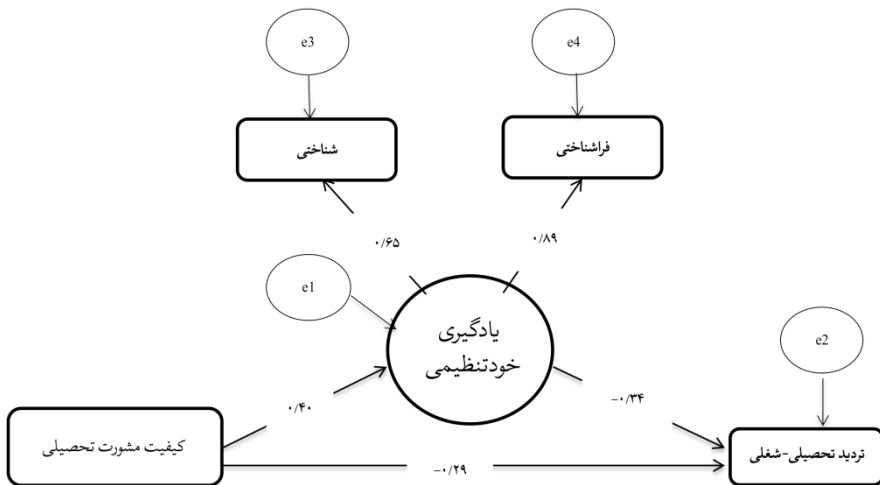 e3
e4
شناختی
فراشناختی
۰/۶۵
۰/۸۹
e1
یادگیری
خودتنظیمی
e2
۰/۴۰
-۰/۳۴
کیفیت مشورت تحصیلی
تردید تحصیلی-شغلی
-۰/۲۹